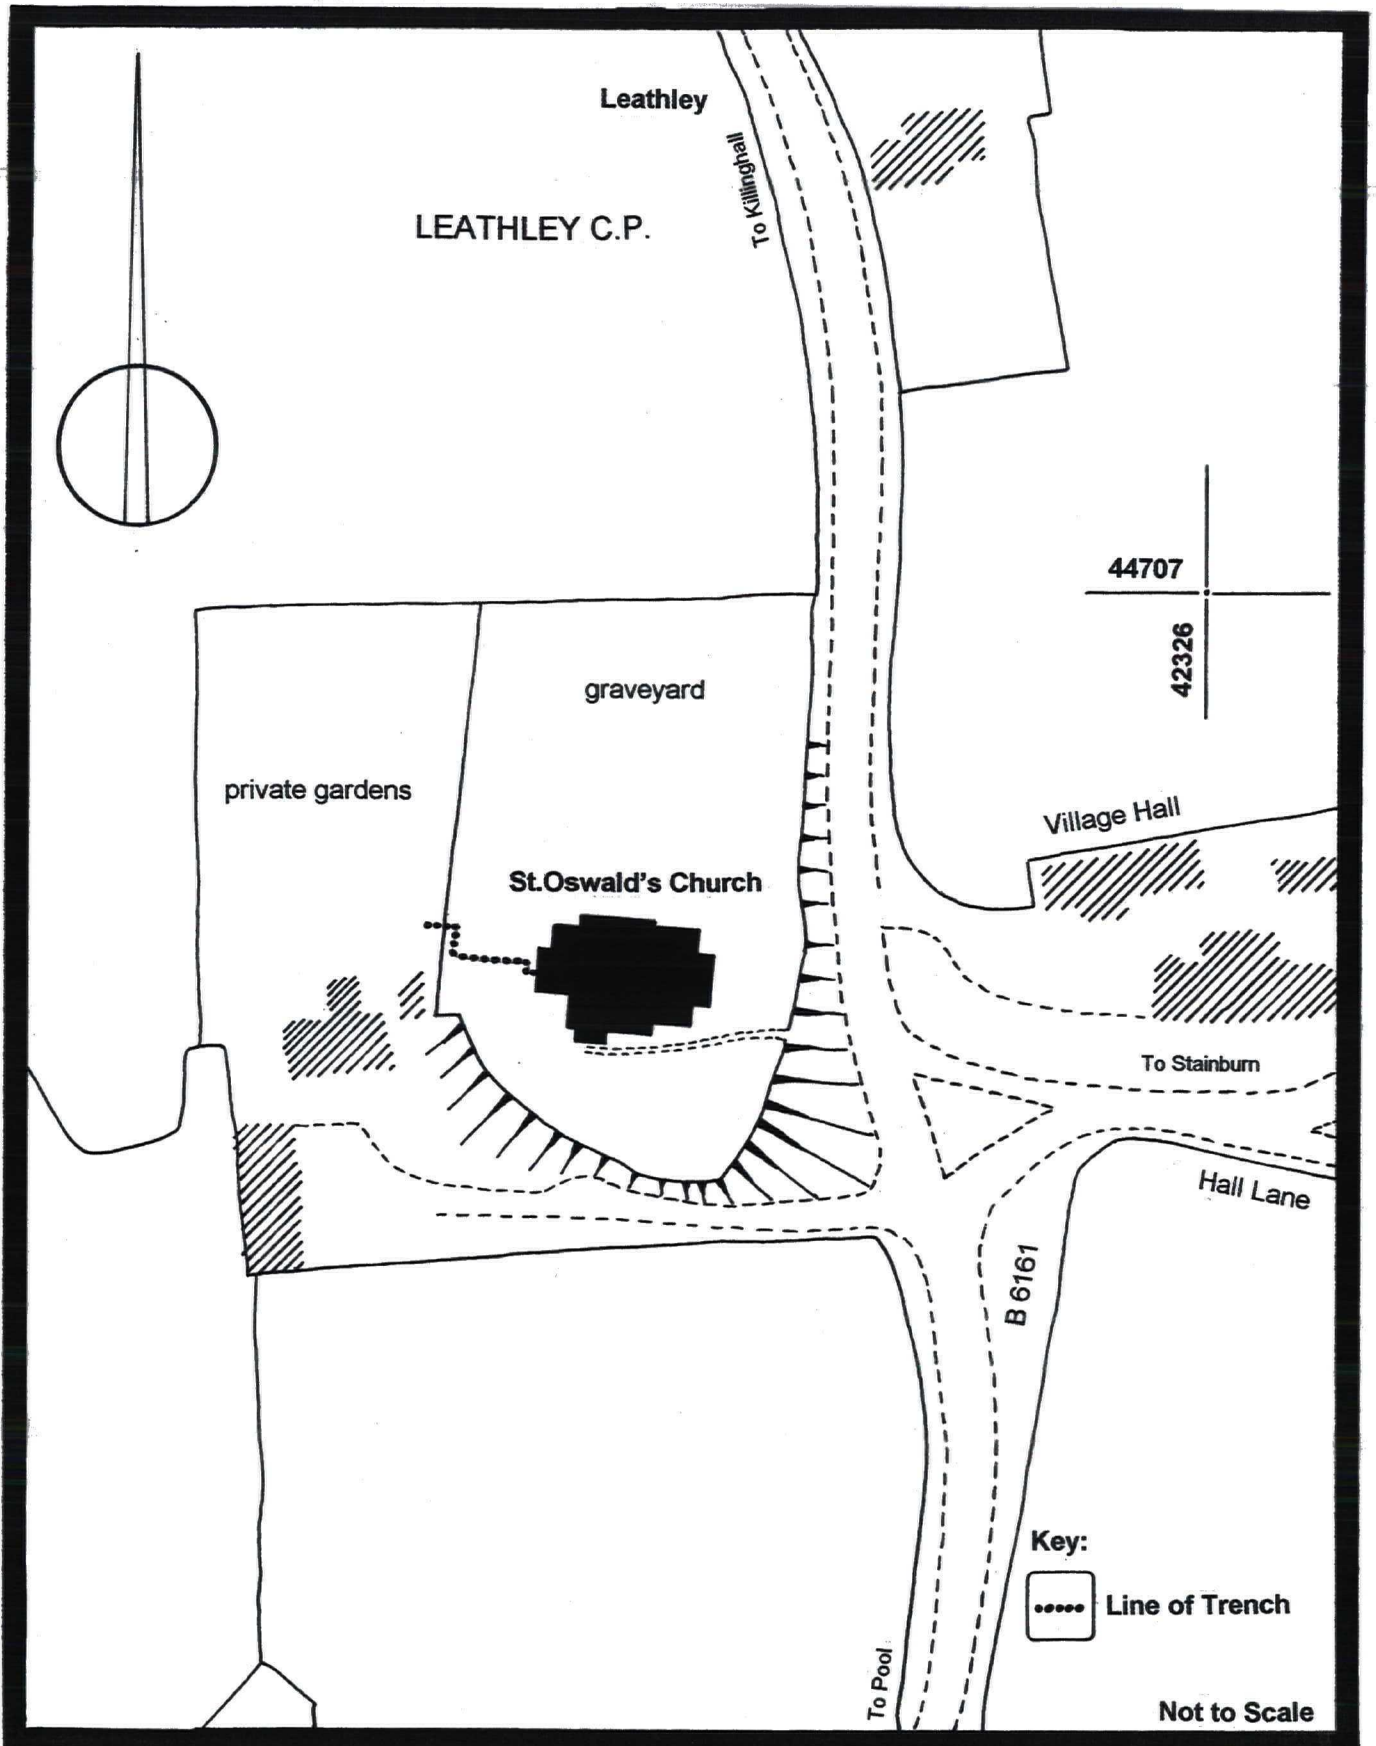 Leathley
To Killinghall
LEATHLEY C.P.
44707
42326
graveyard
private gardens
Village Hall
St.Oswald's Church
To Stainburn
Hall Lane
B 6161
Key:
Line of Trench
To Pool
Not to Scale